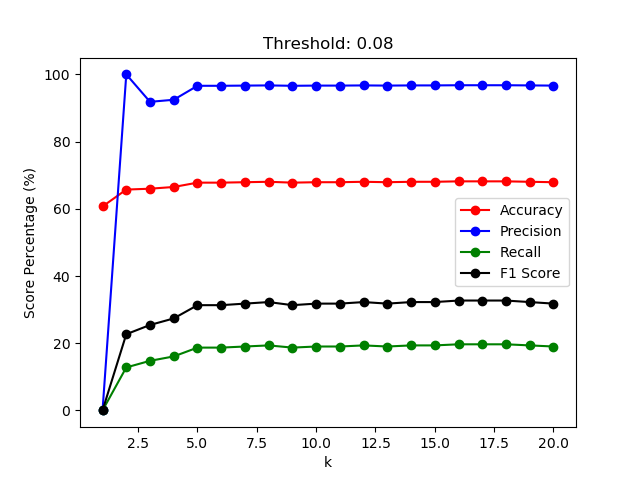 Threshold: 0.08
100
80
60
40
20
0
Score Percentage (%)
Accuracy
Precision
Recall
F1 Score
2.5 5.0 7.5 10.0 12.5 15.0 17.5 20.0
k